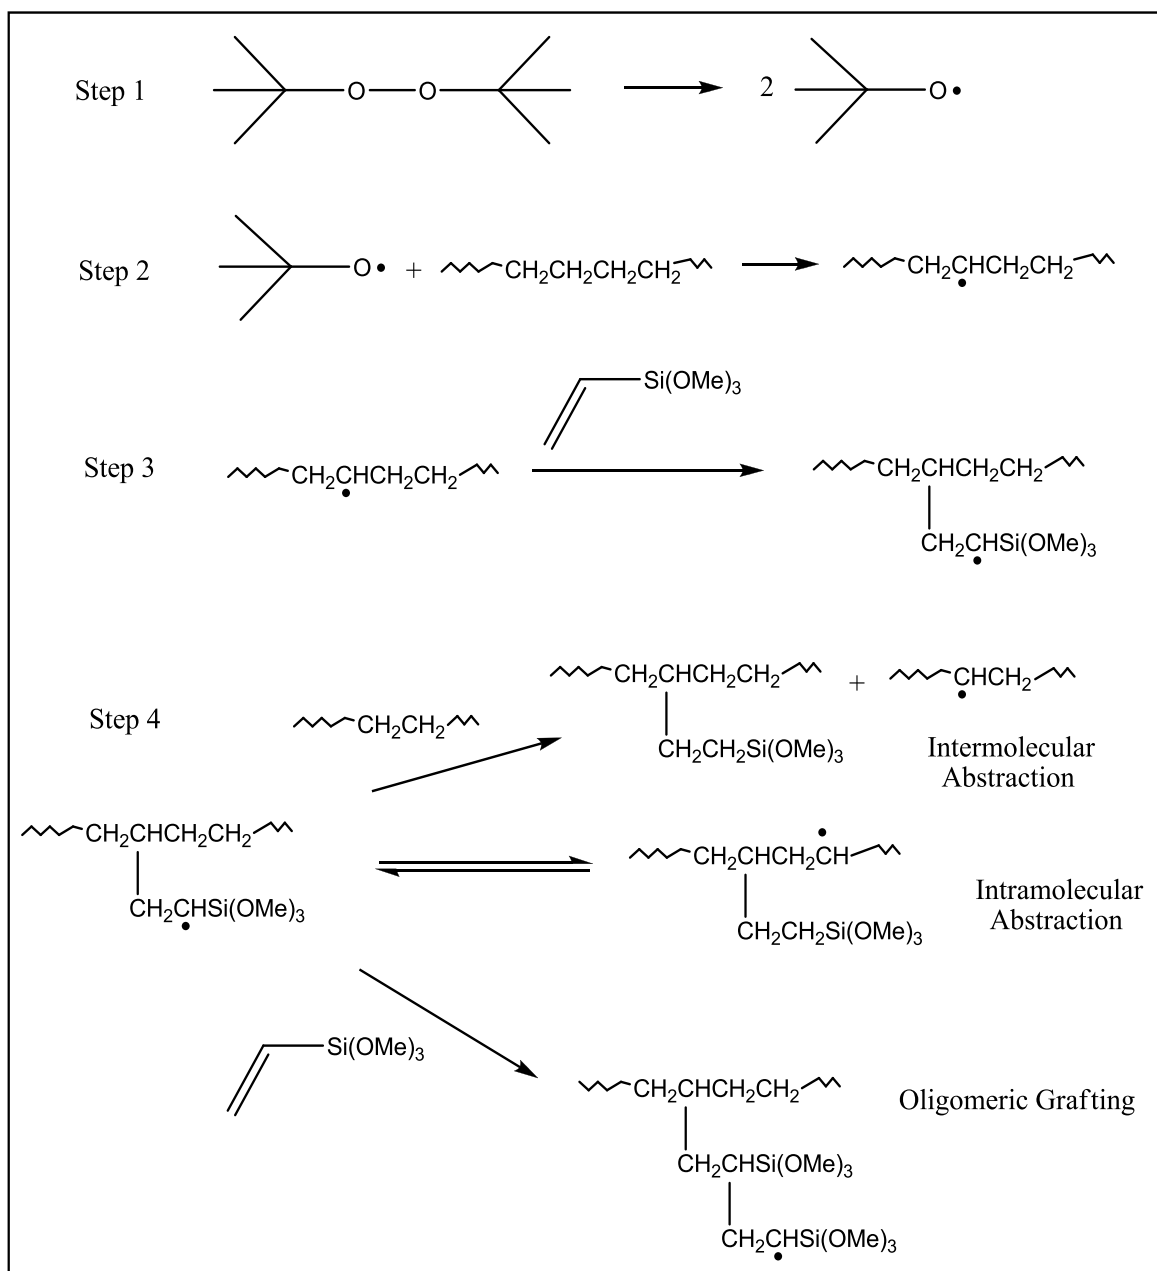 Step 1
O O
2
O•
Step 2
O• + CH₂CH₂CH₂CH₂
CH₂CHCH₂CH₂
•
Si(OMe)₃
Step 3
CH₂CHCH₂CH₂
•
CH₂CHCH₂CH₂
CH₂CHSi(OMe)₃
•
Step 4
CH₂CH₂
CH₂CHCH₂CH₂
+
CHCH₂
•
CH₂CH₂Si(OMe)₃
Intermolecular
Abstraction
CH₂CHCH₂CH₂
CH₂CHSi(OMe)₃
•
•
CH₂CHCH₂CH
CH₂CH₂Si(OMe)₃
Intramolecular
Abstraction
Si(OMe)₃
CH₂CHCH₂CH₂
Oligomeric Grafting
CH₂CHSi(OMe)₃
CH₂CHSi(OMe)₃
•